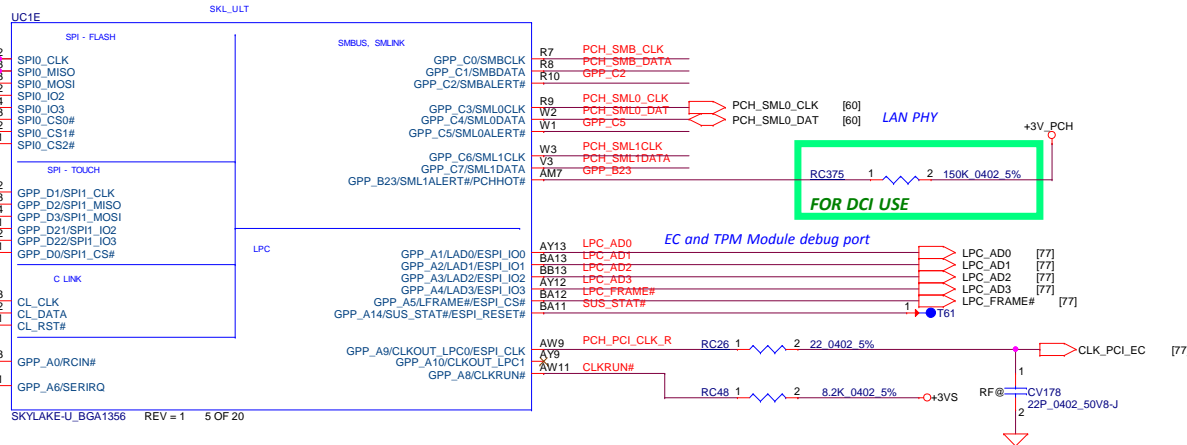 SKL_ULT
UC1E
SPI - FLASH
SMBUS, SMLINK
SPI0_CLK
SPI0_MISO
SPI0_MOSI
SPI0_IO2
SPI0_IO3
SPI0_CS0#
SPI0_CS1#
SPI0_CS2#
SPI - TOUCH
GPP_D1/SPI1_CLK
GPP_D2/SPI1_MISO
GPP_D3/SPI1_MOSI
GPP_D21/SPI1_IO2
GPP_D22/SPI1_IO3
GPP_D0/SPI1_CS#
C LINK
CL_CLK
CL_DATA
CL_RST#
GPP_A0/RCIN#
GPP_A6/SERIRQ
GPP_C0/SMBCLK R7 PCH_SMB_CLK
GPP_C1/SMBDATA R8 PCH_SMB_DATA
GPP_C2/SMBALERT# R10 GPP_C2
GPP_C3/SML0CLK R9 PCH_SML0_CLK PCH_SML0_CLK [60]
GPP_C4/SML0DATA W2 PCH_SML0_DAT PCH_SML0_DAT [60]
GPP_C5/SML0ALERT# W1 GPP_C5
LAN PHY
GPP_C6/SML1CLK W3 PCH_SML1CLK
GPP_C7/SML1DATA V3 PCH_SML1DATA
GPP_B23/SML1ALERT#/PCHHOT# AM7 GPP_B23
+3V_PCH
RC375 1 2 150K_0402_5%
FOR DCI USE
LPC
EC and TPM Module debug port
GPP_A1/LAD0/ESPI_IO0 AY13 LPC_AD0 LPC_AD0 [77]
GPP_A2/LAD1/ESPI_IO1 BA13 LPC_AD1 LPC_AD1 [77]
GPP_A3/LAD2/ESPI_IO2 BB13 LPC_AD2 LPC_AD2 [77]
GPP_A4/LAD3/ESPI_IO3 AY12 LPC_AD3 LPC_AD3 [77]
GPP_A5/LFRAME#/ESPI_CS# BA12 LPC_FRAME# LPC_FRAME# [77]
GPP_A14/SUS_STAT#/ESPI_RESET# BA11 SUS_STAT# 1 T61
GPP_A9/CLKOUT_LPC0/ESPI_CLK AW9 PCH_PCI_CLK_R RC26 1 2 22_0402_5% CLK_PCI_EC [77
GPP_A10/CLKOUT_LPC1 AY9
GPP_A8/CLKRUN# AW11 CLKRUN#
RC48 1 2 8.2K_0402_5% +3VS
1
RF@ CV178
22P_0402_50V8-J
2
SKYLAKE-U_BGA1356 REV = 1 5 OF 20